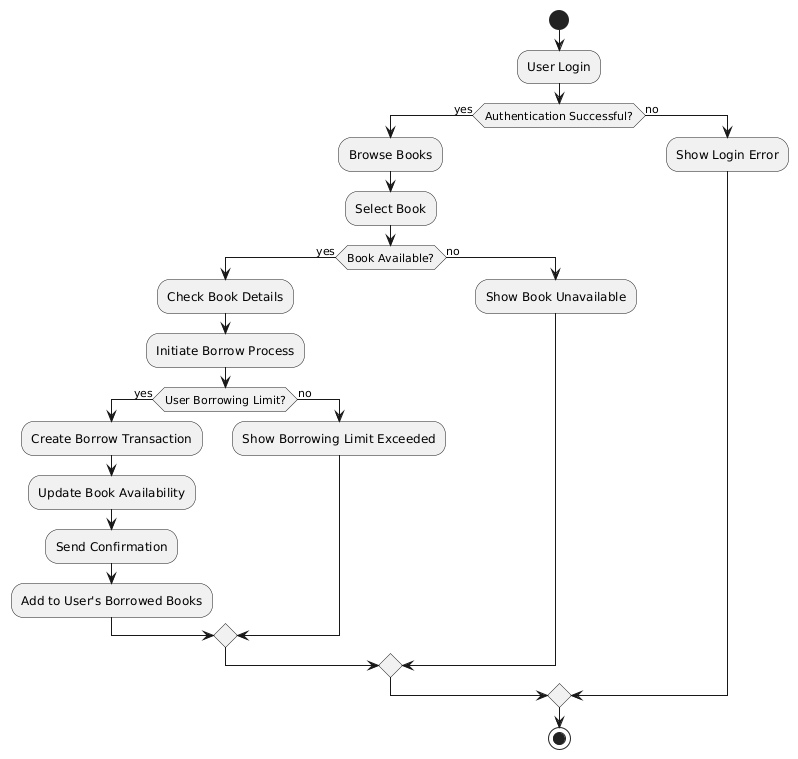 User Login
yes
Authentication Successful?
no
Browse Books
Show Login Error
Select Book
yes
Book Available?
no
Check Book Details
Show Book Unavailable
Initiate Borrow Process
yes
User Borrowing Limit?
no
Create Borrow Transaction
Show Borrowing Limit Exceeded
Update Book Availability
Send Confirmation
Add to User's Borrowed Books